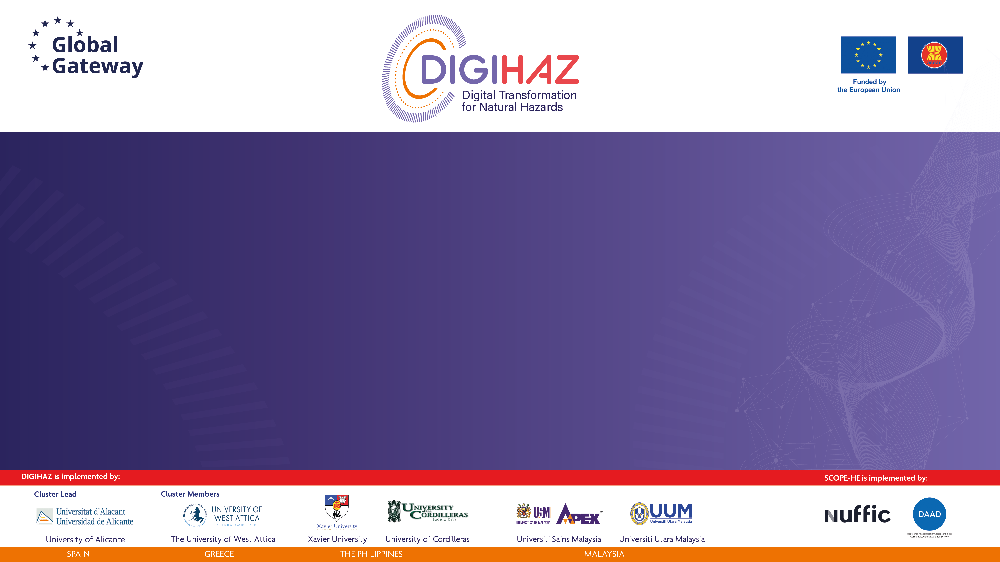 Global
Gateway
DIGIHAZ
Digital Transformation
for Natural Hazards
asean
Funded by
the European Union
DIGIHAZ is implemented by:
SCOPE-HE is implemented by:
Cluster Lead
Cluster Members
Universitat d'Alacant
Universidad de Alicante
University of Alicante
ΠΑΝΕΠΙΣΤΗΜΙΟ ΔΥΤΙΚΗΣ ΑΤΤΙΚΗΣ
UNIVERSITY OF WEST ATTICA
UNIVERSITY OF
WEST ATTICA
ΠΑΝΕΠΙΣΤΗΜΙΟ ΔΥΤΙΚΗΣ ΑΤΤΙΚΗΣ
The University of West Attica
IHS
Xavier University
ATENEO DE CAGAYAN
Xavier University
UNIVERSITY
of the
CORDILLERAS
BAGUIO CITY
University of Cordilleras
USM
UNIVERSITI SAINS MALAYSIA
APEX™
Universiti Sains Malaysia
UUM
Universiti Utara Malaysia
Universiti Utara Malaysia
nuffic
DAAD
Deutscher Akademischer Austauschdienst
German Academic Exchange Service
SPAIN
GREECE
THE PHILIPPINES
MALAYSIA